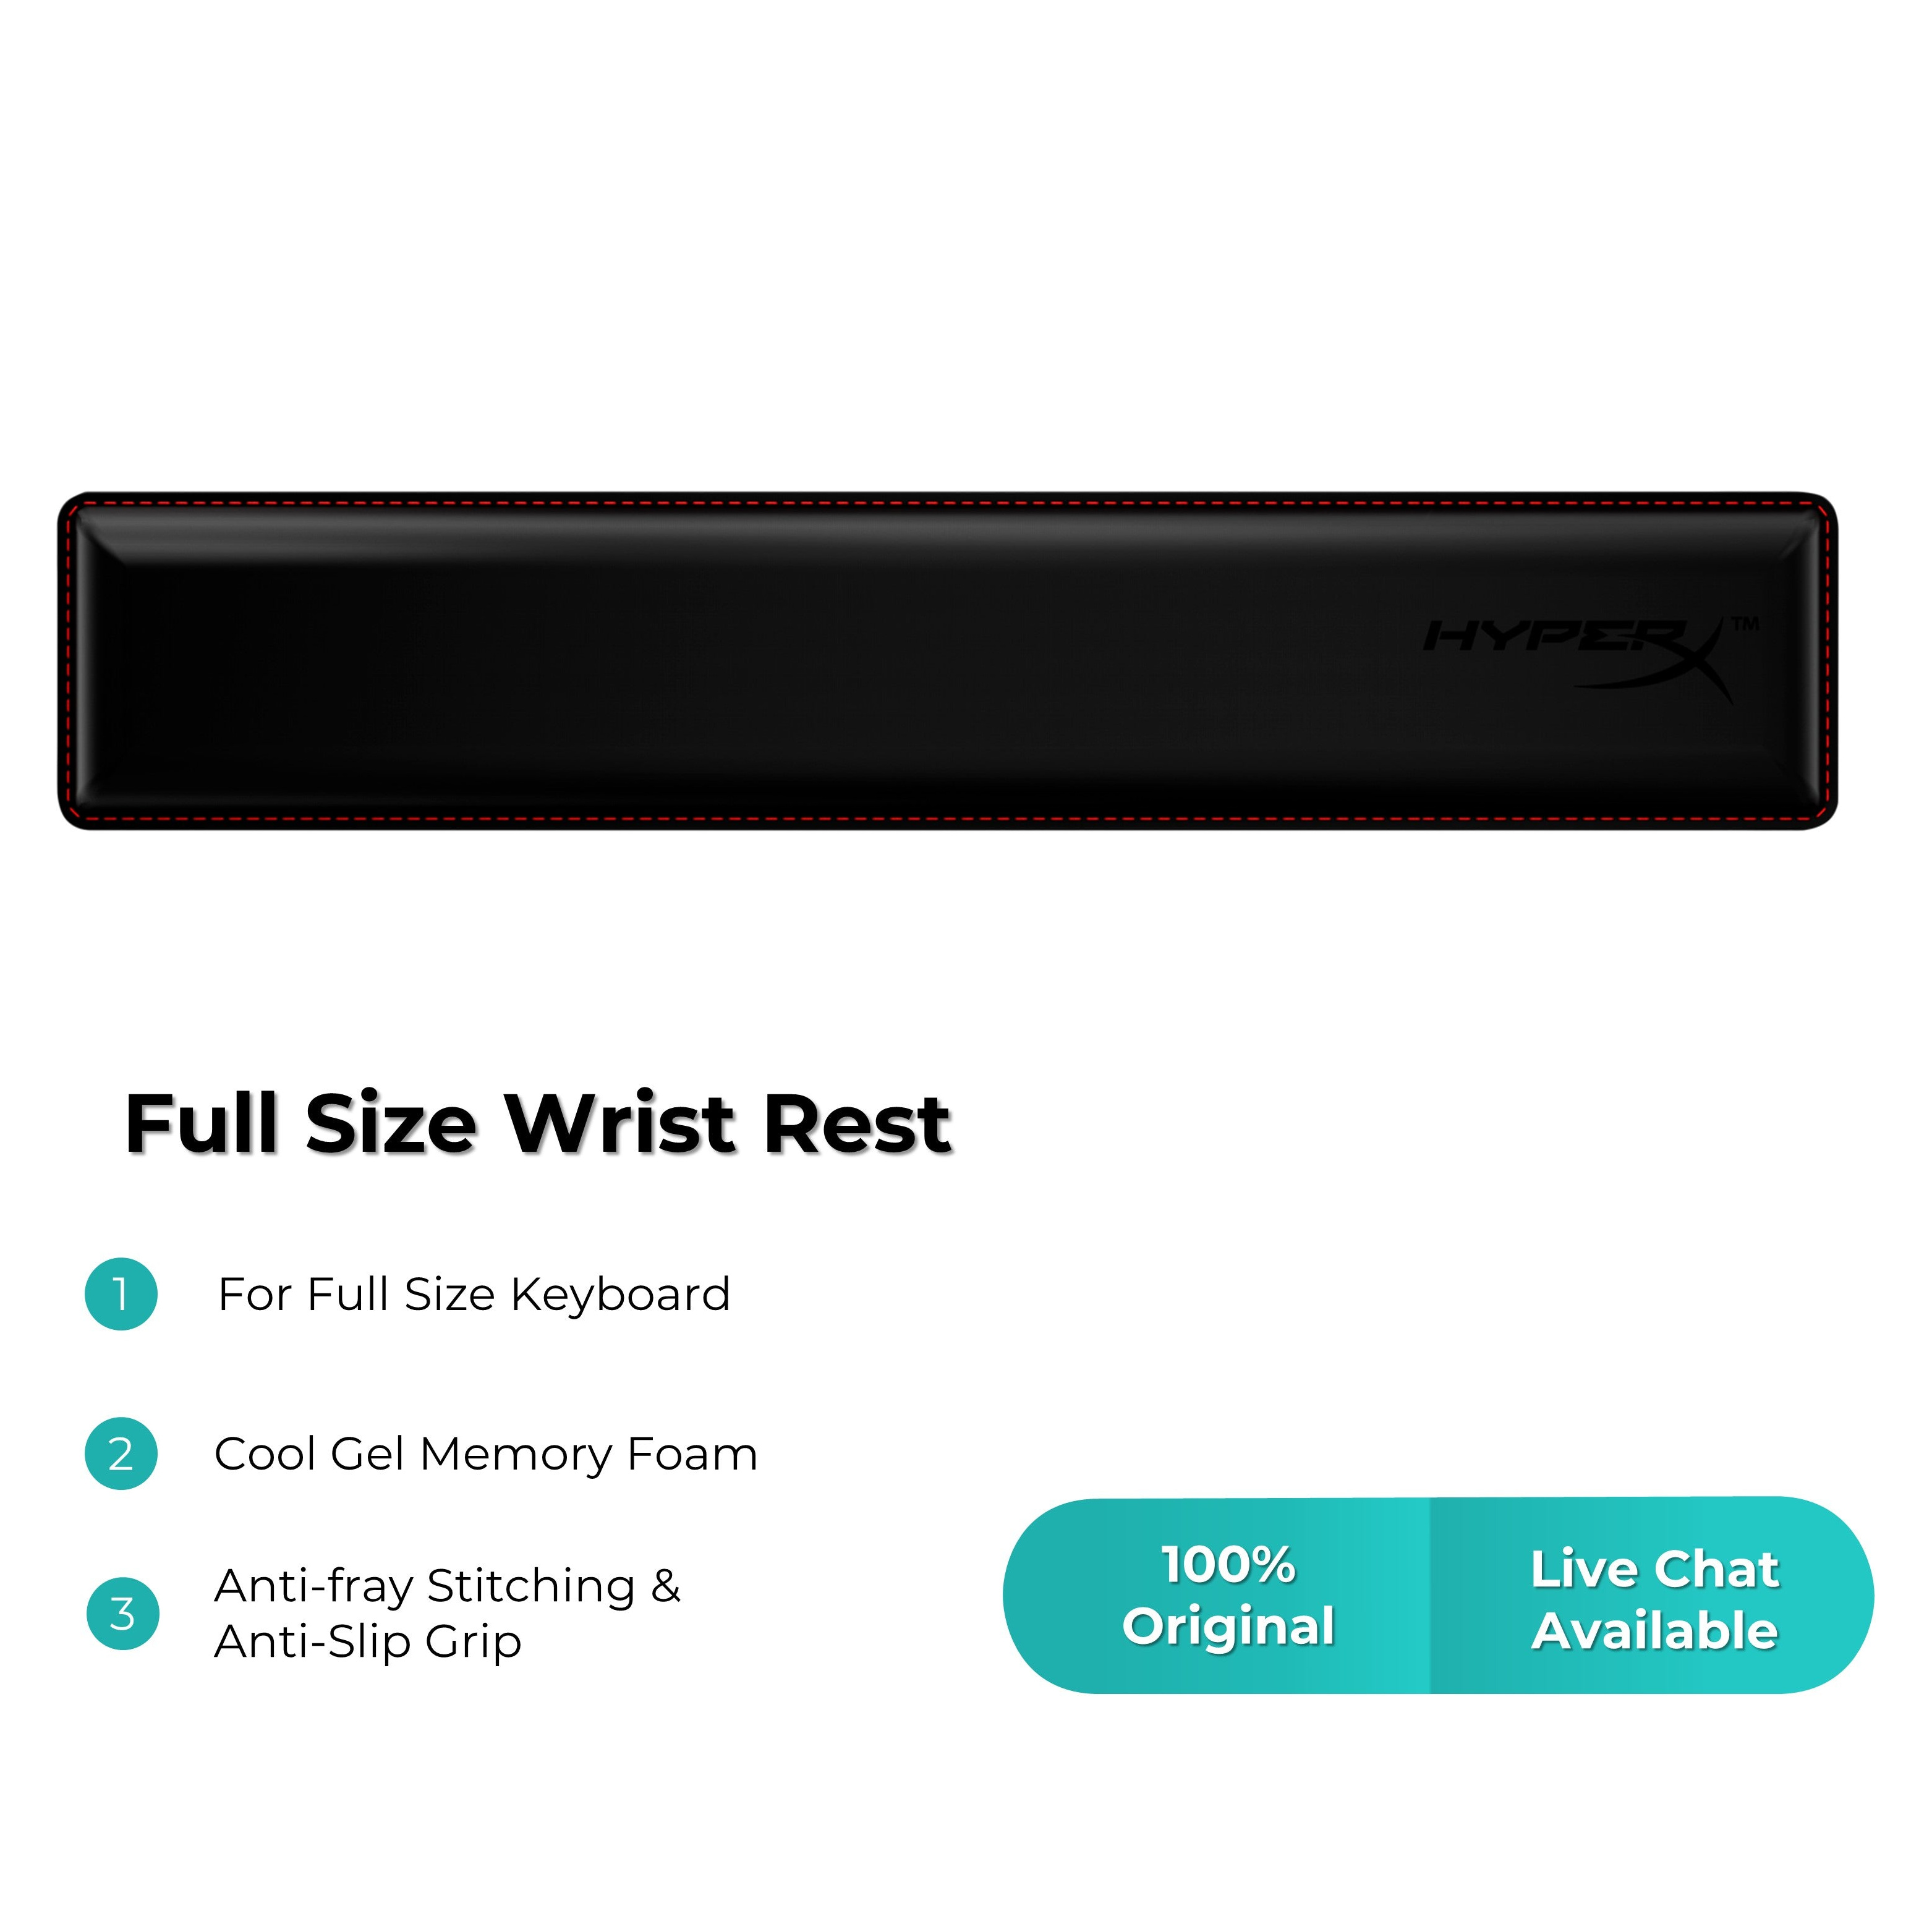 HYPERX™
Full Size Wrist Rest
1 For Full Size Keyboard
2 Cool Gel Memory Foam
3 Anti-fray Stitching &
Anti-Slip Grip
100%
Original
Live Chat
Available